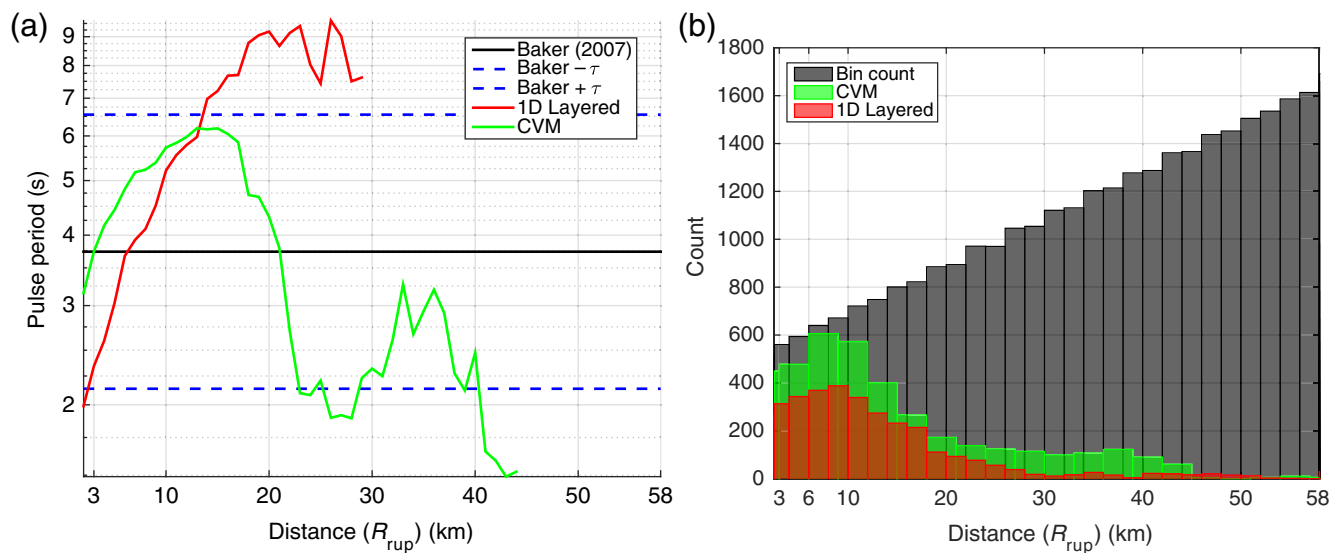 (a)
9
8
7
6
5
4
3
2
Pulse period (s)
Baker (2007)
Baker − τ
Baker + τ
1D Layered
CVM
3 10 20 30 40 50 58
Distance (Rrup) (km)
(b)
1800
1600
1400
1200
1000
800
600
400
200
0
Count
Bin count
CVM
1D Layered
3 6 10 20 30 40 50 58
Distance (Rrup) (km)